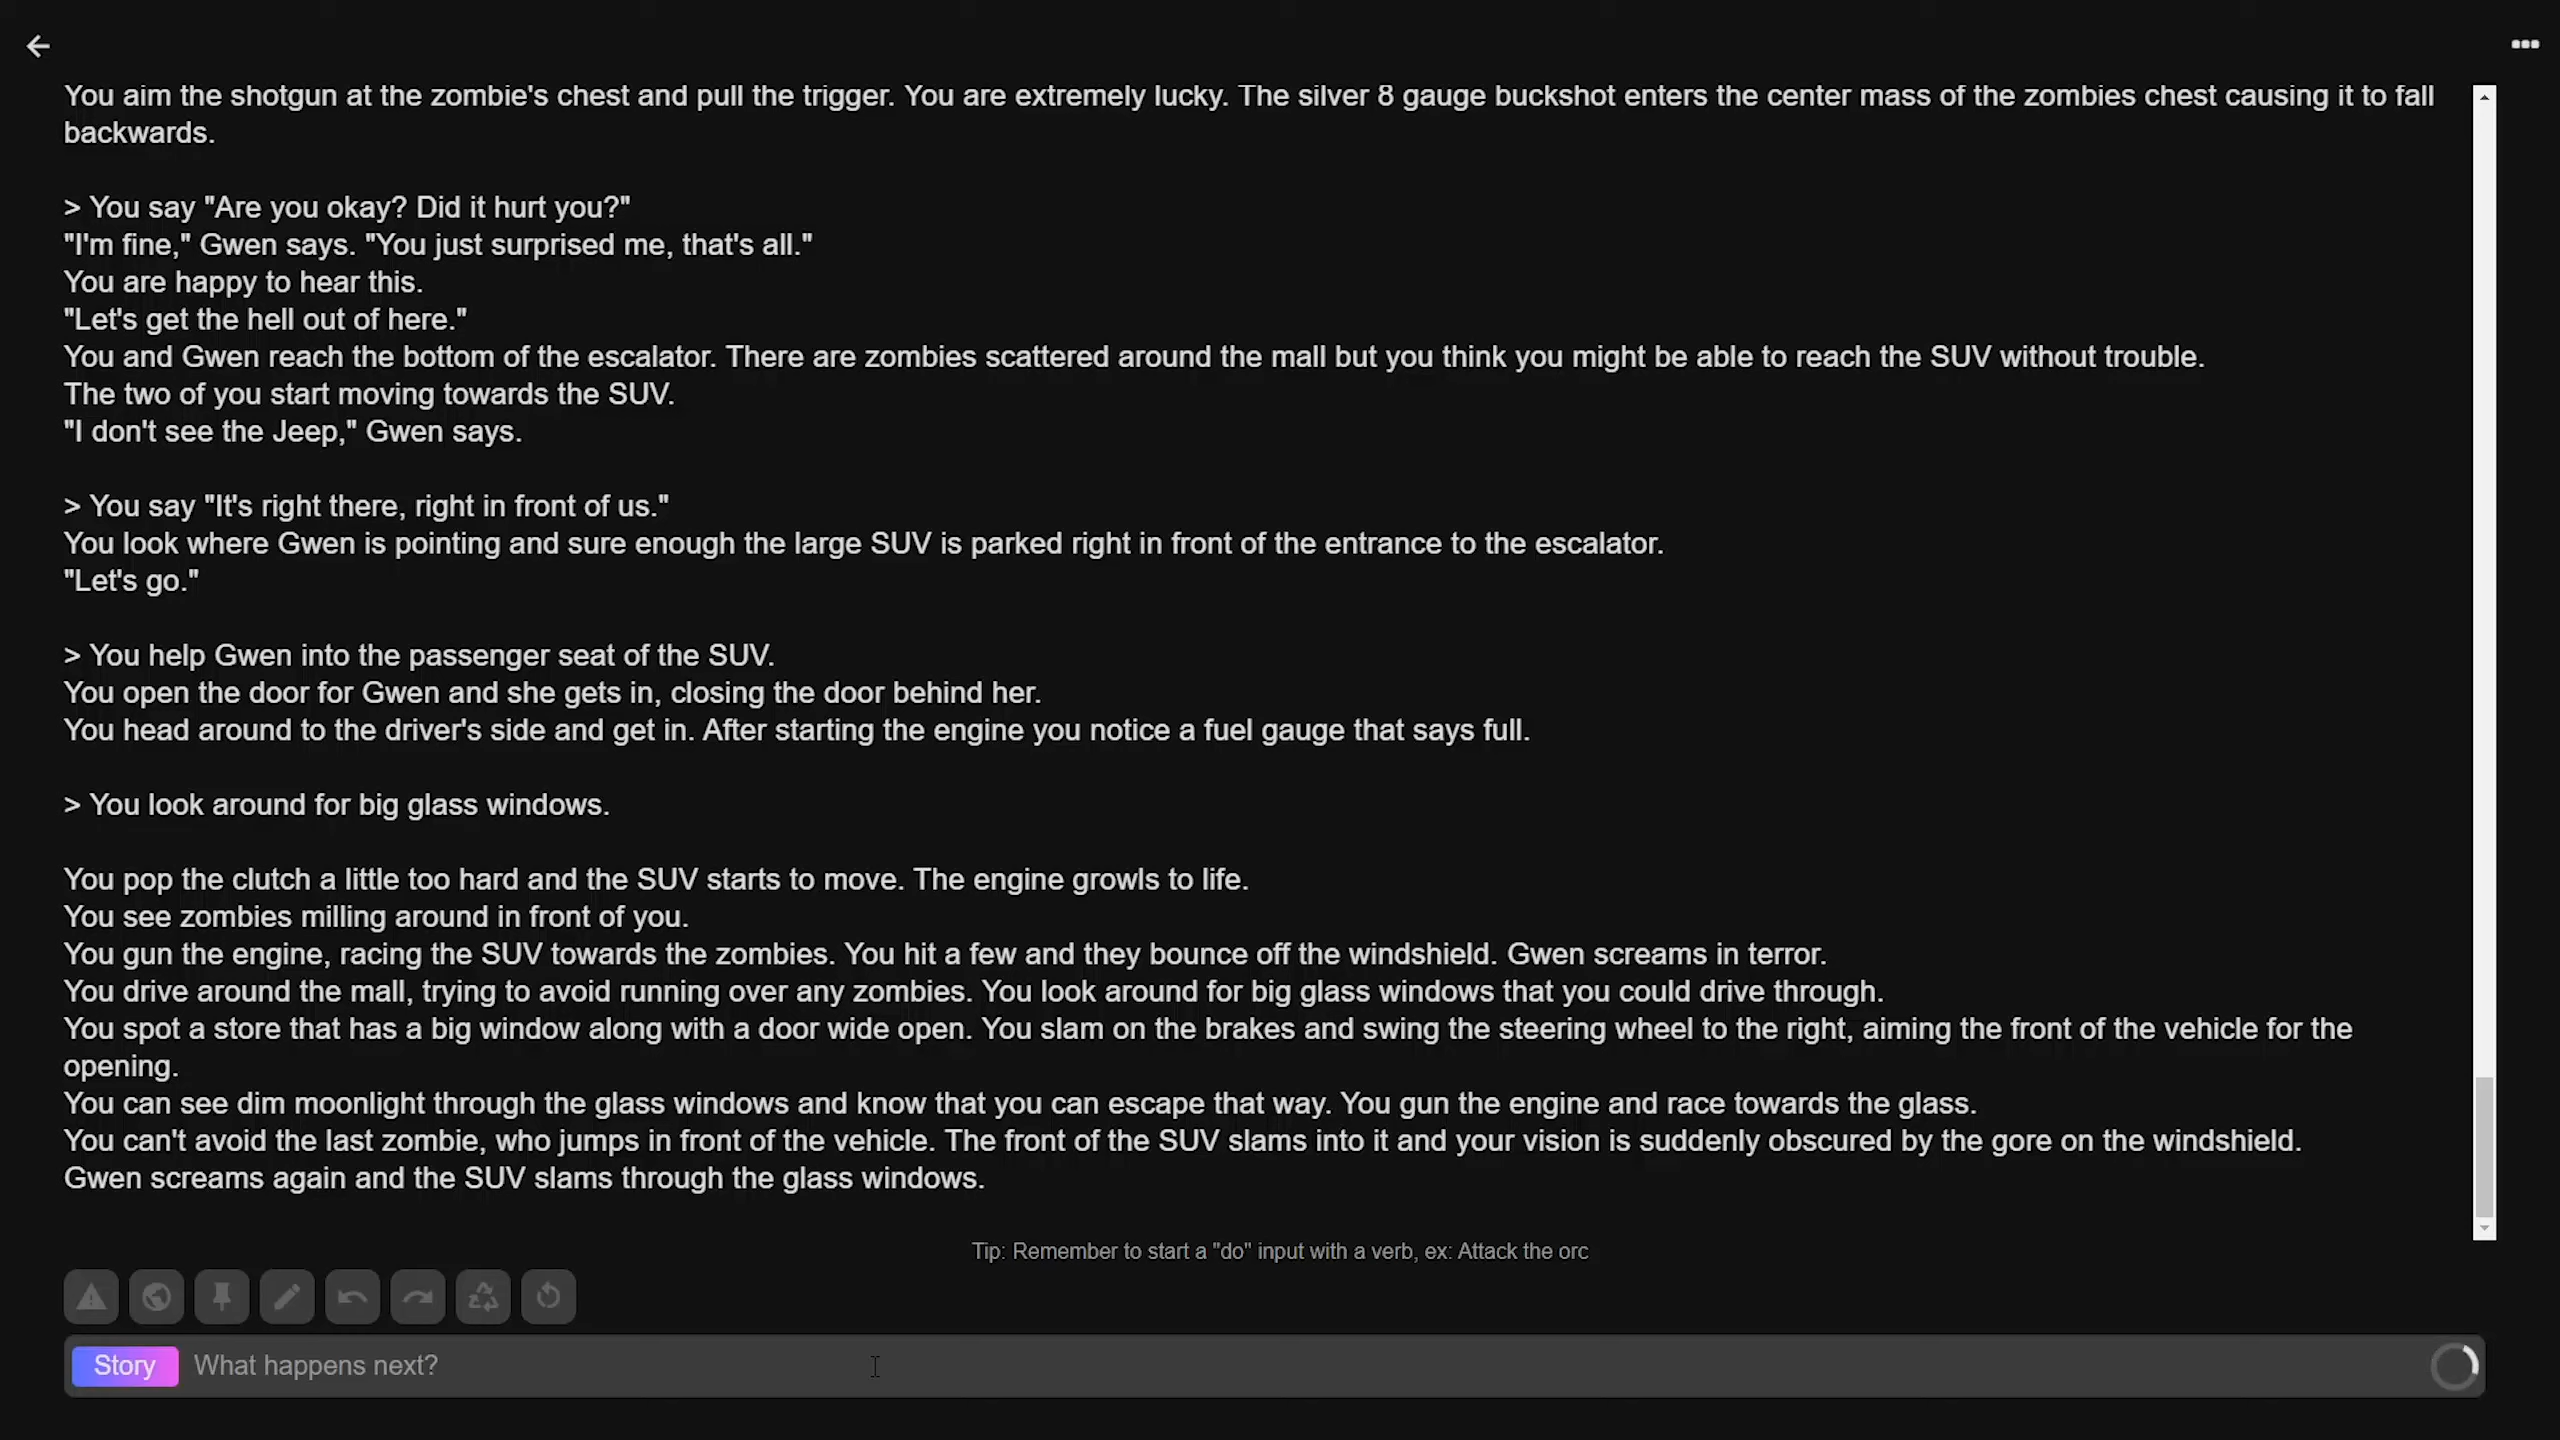 You aim the shotgun at the zombie's chest and pull the trigger. You are extremely lucky. The silver 8 gauge buckshot enters the center mass of the zombies chest causing it to fall
backwards.
> You say "Are you okay? Did it hurt you?"
"I'm fine," Gwen says. "You just surprised me, that's all."
You are happy to hear this.
"Let's get the hell out of here."
You and Gwen reach the bottom of the escalator. There are zombies scattered around the mall but you think you might be able to reach the SUV without trouble.
The two of you start moving towards the SUV.
"I don't see the Jeep," Gwen says.
> You say "It's right there, right in front of us."
You look where Gwen is pointing and sure enough the large SUV is parked right in front of the entrance to the escalator.
"Let's go."
> You help Gwen into the passenger seat of the SUV.
You open the door for Gwen and she gets in, closing the door behind her.
You head around to the driver's side and get in. After starting the engine you notice a fuel gauge that says full.
> You look around for big glass windows.
You pop the clutch a little too hard and the SUV starts to move. The engine growls to life.
You see zombies milling around in front of you.
You gun the engine, racing the SUV towards the zombies. You hit a few and they bounce off the windshield. Gwen screams in terror.
You drive around the mall, trying to avoid running over any zombies. You look around for big glass windows that you could drive through.
You spot a store that has a big window along with a door wide open. You slam on the brakes and swing the steering wheel to the right, aiming the front of the vehicle for the
opening.
You can see dim moonlight through the glass windows and know that you can escape that way. You gun the engine and race towards the glass.
You can't avoid the last zombie, who jumps in front of the vehicle. The front of the SUV slams into it and your vision is suddenly obscured by the gore on the windshield.
Gwen screams again and the SUV slams through the glass windows.
Tip: Remember to start a "do" input with a verb, ex: Attack the orc
Story What happens next?